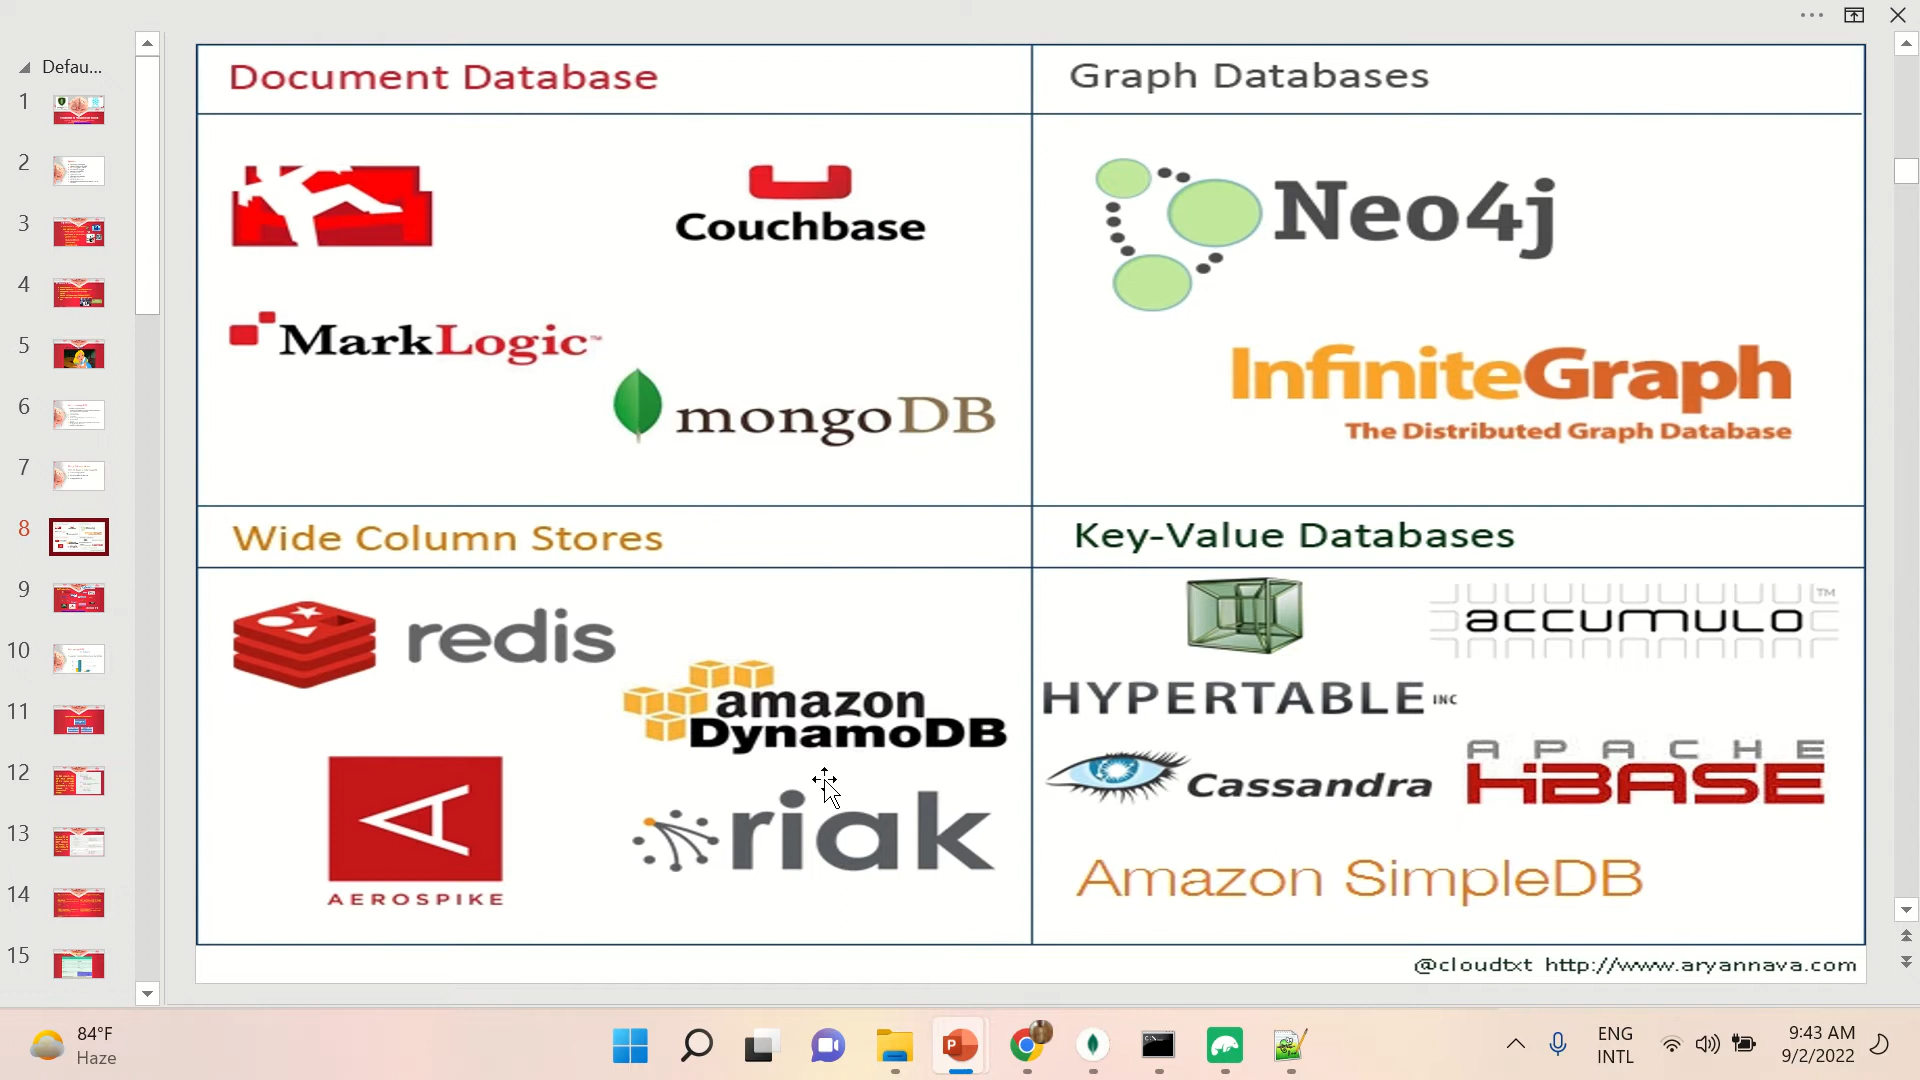 Defau...
1
2
3
4
5
6
7
8
9
10
11
12
13
14
15
Document Database
Graph Databases
Couchbase
MarkLogic™
mongoDB
Neo4j
InfiniteGraph
The Distributed Graph Database
Wide Column Stores
Key-Value Databases
redis
amazon
DynamoDB
AEROSPIKE
riak
ACCUMULO TM
HYPERTABLE INC
Cassandra
APACHE
HBASE
Amazon SimpleDB
@cloudtxt http://www.aryannava.com
84°F
Haze
ENG
INTL
9:43 AM
9/2/2022